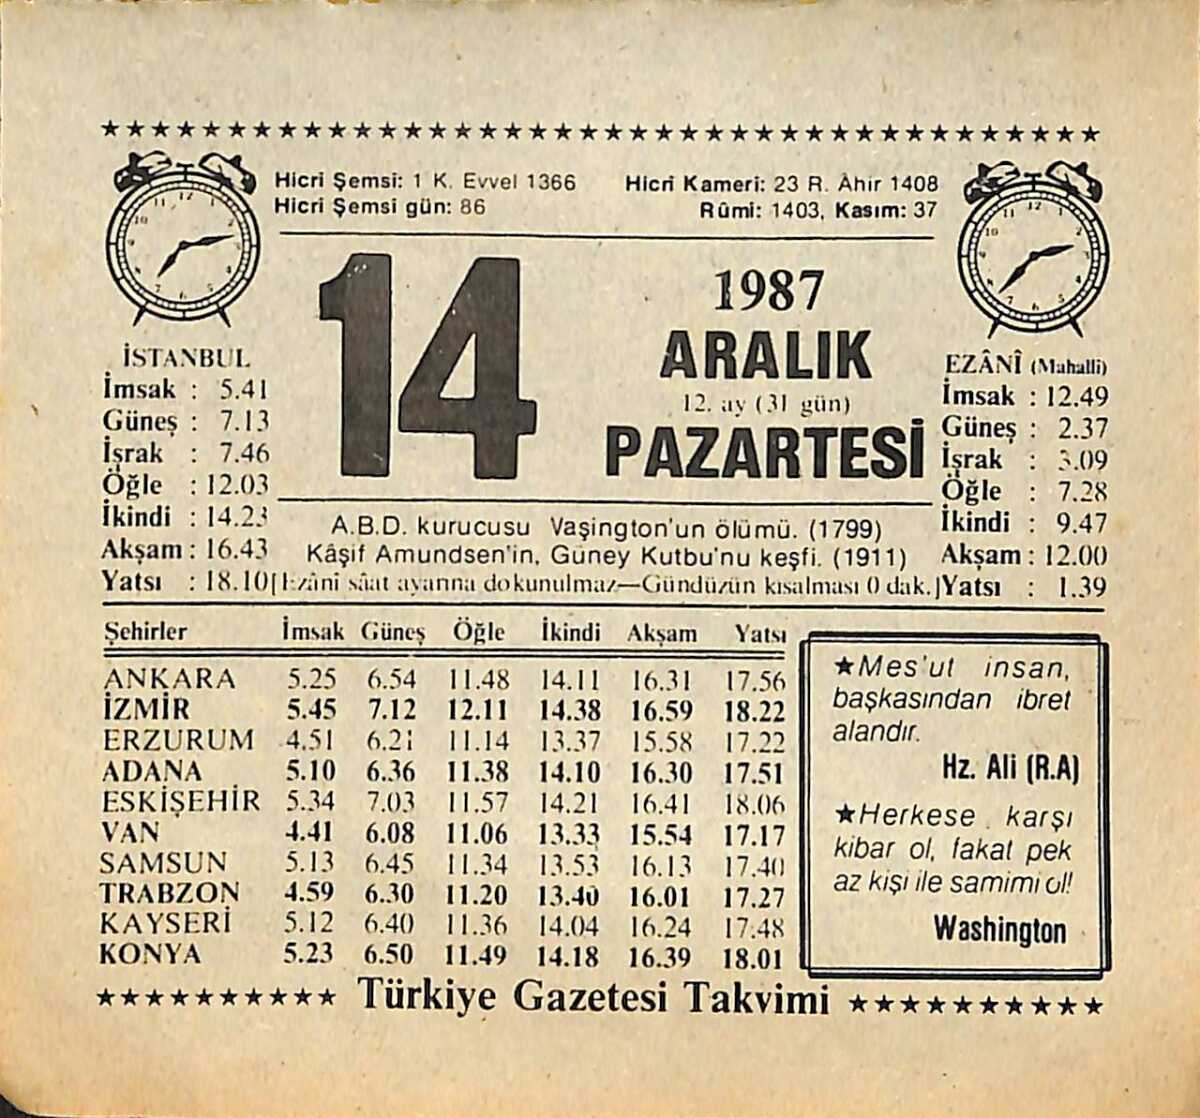 Hicri Şemsi: 1 K. Evvel 1366 Hicri Kameri: 23 R. Âhir 1408
Hicri Şemsi gün: 86 Rûmi: 1403, Kasım: 37
14
1987
ARALIK
12. ay (31 gün)
PAZARTESİ
İSTANBUL
İmsak : 5.41
Güneş : 7.13
İşrak : 7.46
Öğle : 12.03
İkindi : 14.23
Akşam : 16.43
Yatsı : 18.10
EZÂNÎ (Mahalli)
İmsak : 12.49
Güneş : 2.37
İşrak : 3.09
Öğle : 7.28
İkindi : 9.47
Akşam : 12.00
Yatsı : 1.39
A.B.D. kurucusu Vaşington'un ölümü. (1799)
Kâşif Amundsen'in, Güney Kutbu'nu keşfi. (1911)
[Ezâni sâat ayarına dokunulmaz—Gündüzün kısalması 0 dak.]
Şehirler İmsak Güneş Öğle İkindi Akşam Yatsı
ANKARA 5.25 6.54 11.48 14.11 16.31 17.56
İZMİR 5.45 7.12 12.11 14.38 16.59 18.22
ERZURUM 4.51 6.21 11.14 13.37 15.58 17.22
ADANA 5.10 6.36 11.38 14.10 16.30 17.51
ESKİŞEHİR 5.34 7.03 11.57 14.21 16.41 18.06
VAN 4.41 6.08 11.06 13.33 15.54 17.17
SAMSUN 5.13 6.45 11.34 13.53 16.13 17.40
TRABZON 4.59 6.30 11.20 13.40 16.01 17.27
KAYSERİ 5.12 6.40 11.36 14.04 16.24 17.48
KONYA 5.23 6.50 11.49 14.18 16.39 18.01
★Mes'ut insan,
başkasından ibret
alandır.
Hz. Ali (R.A)
★Herkese karşı
kibar ol, fakat pek
az kişi ile samimi ol!
Washington
Türkiye Gazetesi Takvimi